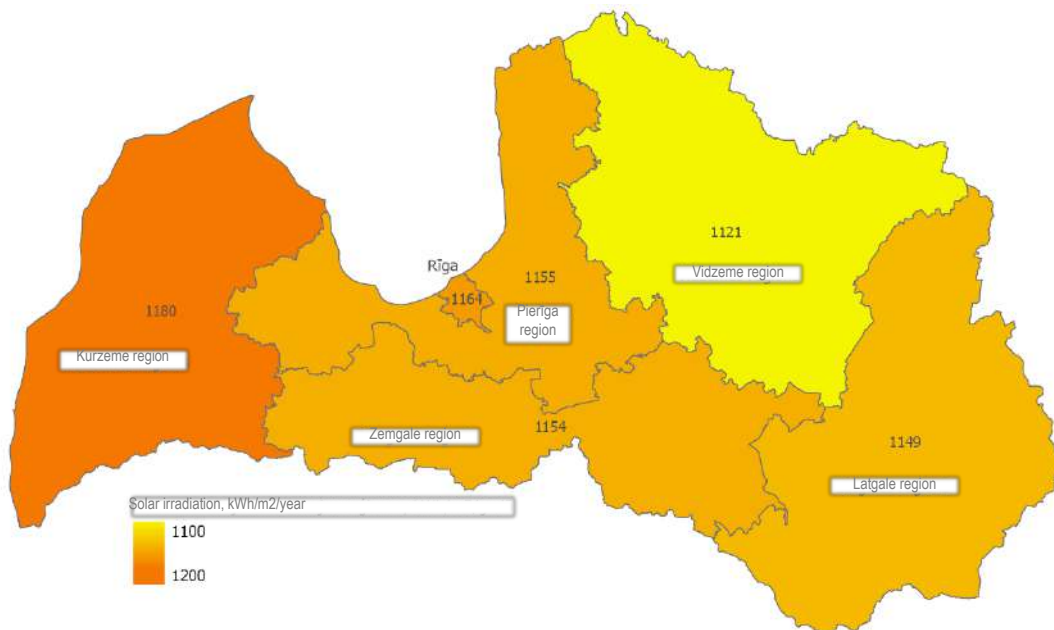 1121
Vidzeme region
Rīga
1155
1164
Pierīga
region
1180
Kurzeme region
Zemgale region
1154
1149
Latgale region
Solar irradiation, kWh/m2/year
1100
1200